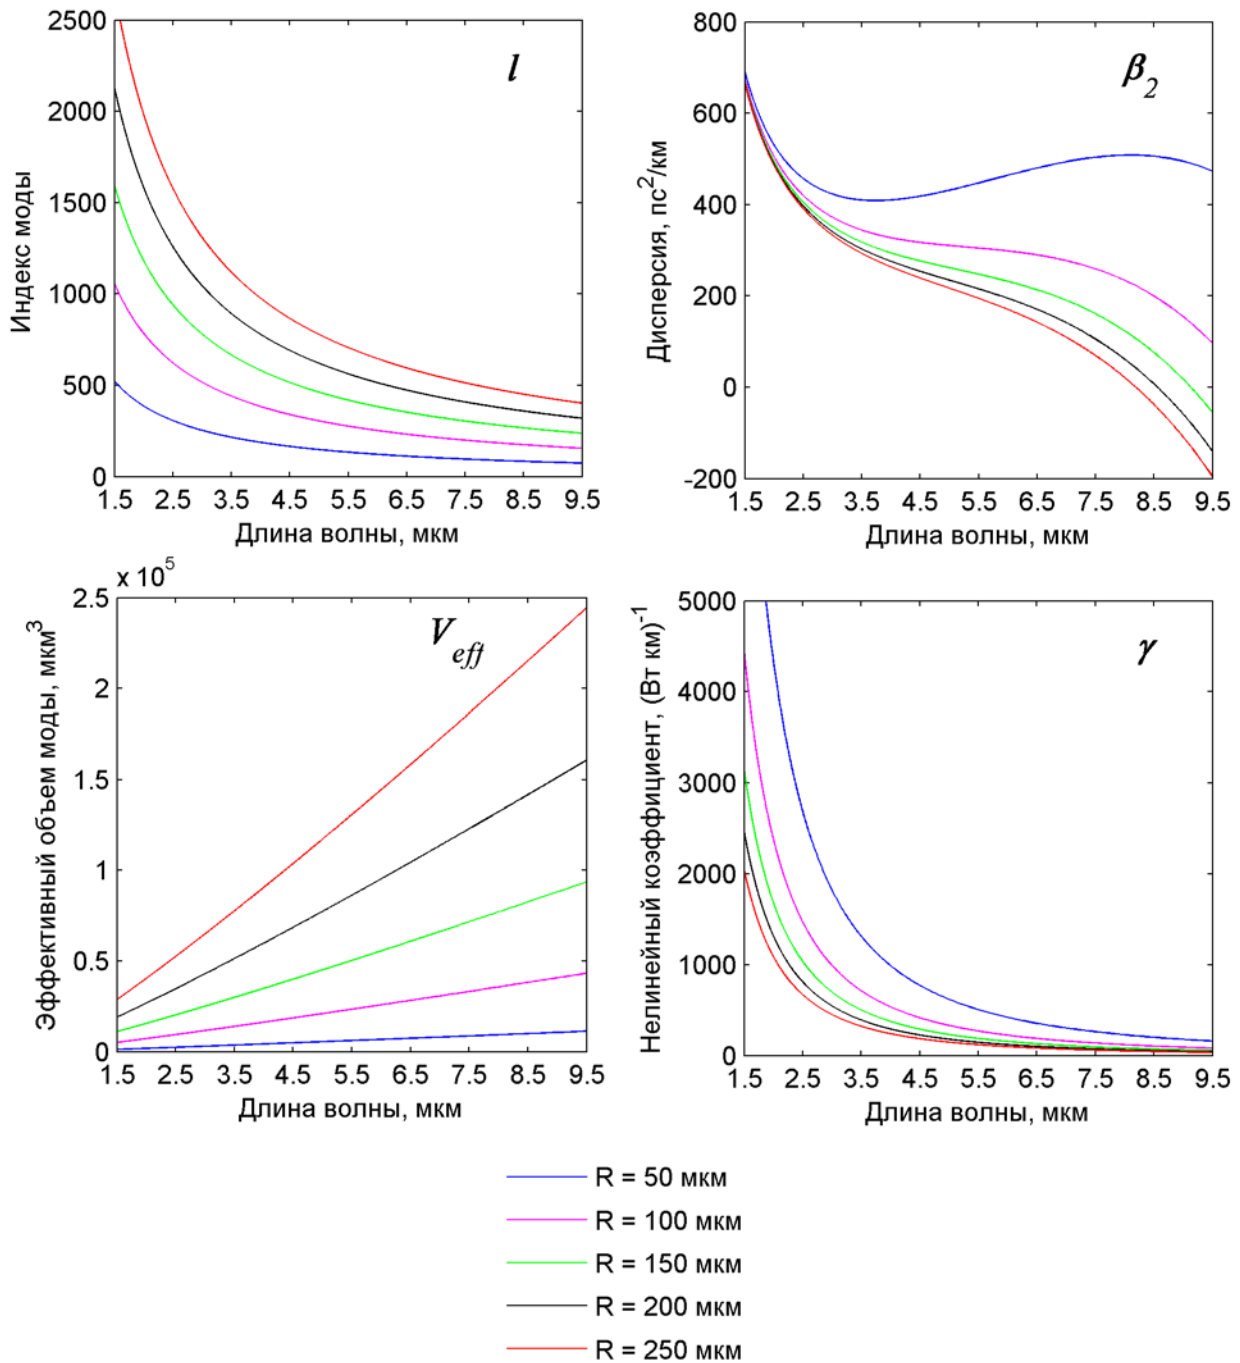 2500
2000
1500
1000
500
0
1.5 2.5 3.5 4.5 5.5 6.5 7.5 8.5 9.5
Индекс моды
Длина волны, мкм
l
800
600
400
200
0
-200
1.5 2.5 3.5 4.5 5.5 6.5 7.5 8.5 9.5
Дисперсия, пс²/км
Длина волны, мкм
β₂
x 10⁵
2.5
2
1.5
1
0.5
0
1.5 2.5 3.5 4.5 5.5 6.5 7.5 8.5 9.5
Эффективный объем моды, мкм³
Длина волны, мкм
V_eff
5000
4000
3000
2000
1000
0
1.5 2.5 3.5 4.5 5.5 6.5 7.5 8.5 9.5
Нелинейный коэффициент, (Вт км)⁻¹
Длина волны, мкм
γ
R = 50 мкм
R = 100 мкм
R = 150 мкм
R = 200 мкм
R = 250 мкм